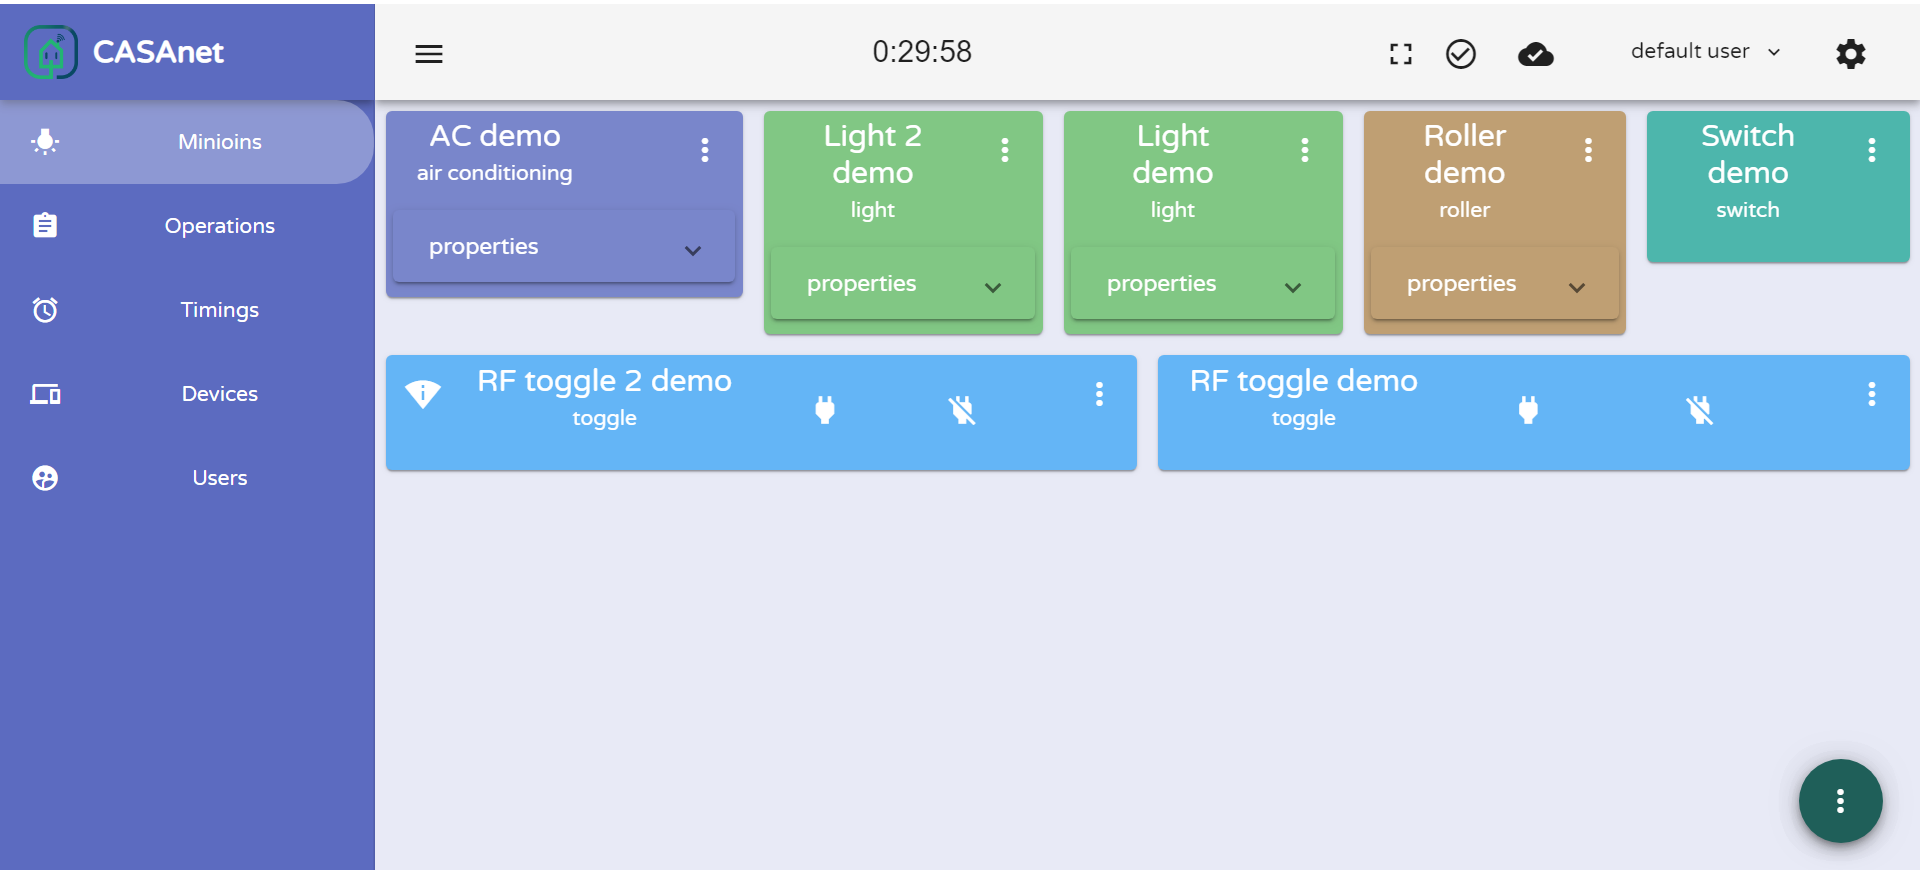 CASAnet
0:29:58
default user
Minioins
Operations
Timings
Devices
Users
AC demo
air conditioning
properties
Light 2
demo
light
properties
Light
demo
light
properties
Roller
demo
roller
properties
Switch
demo
switch
RF toggle 2 demo
toggle
RF toggle demo
toggle